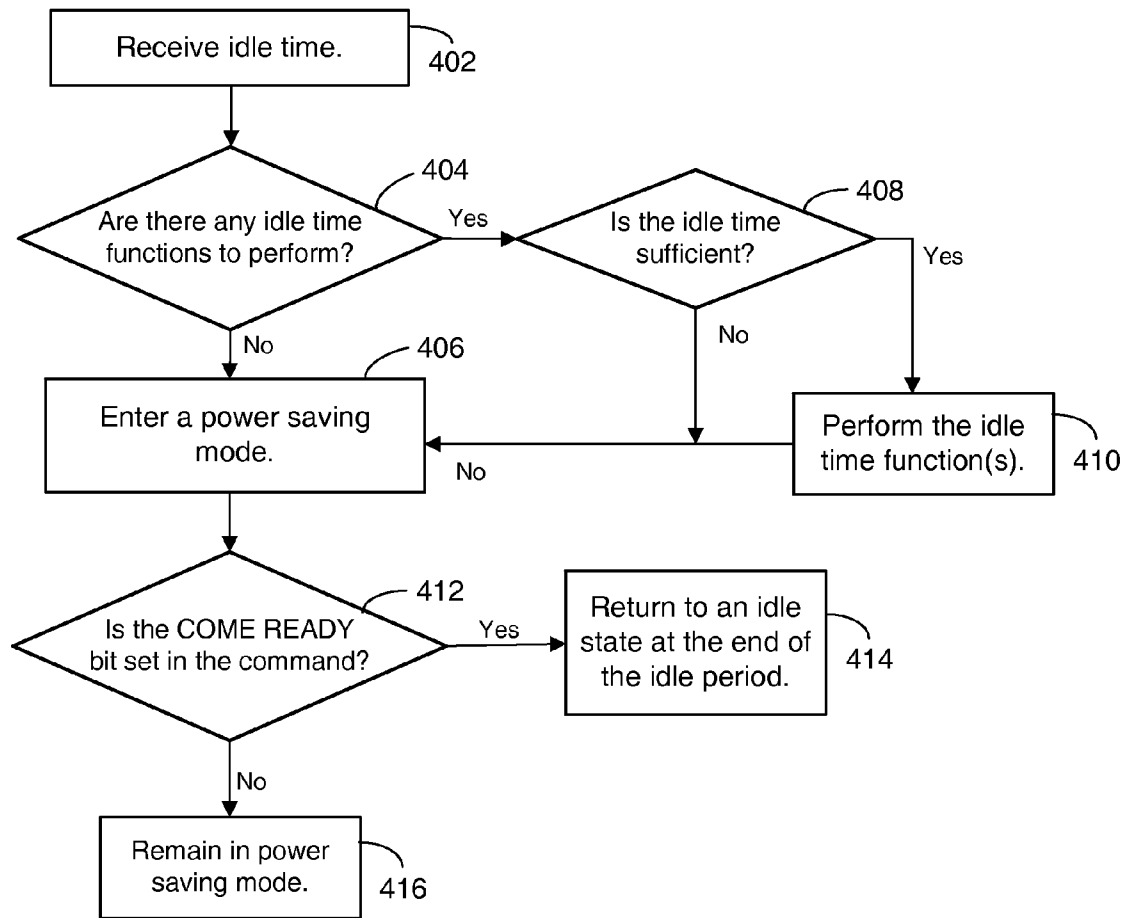 Receive idle time.
402
404
Are there any idle time
functions to perform?
Yes
408
Is the idle time
sufficient?
Yes
No
No
406
Enter a power saving
mode.
No
Perform the idle
time function(s).
410
412
Is the COME READY
bit set in the command?
Yes
Return to an idle
state at the end of
the idle period.
414
No
Remain in power
saving mode.
416